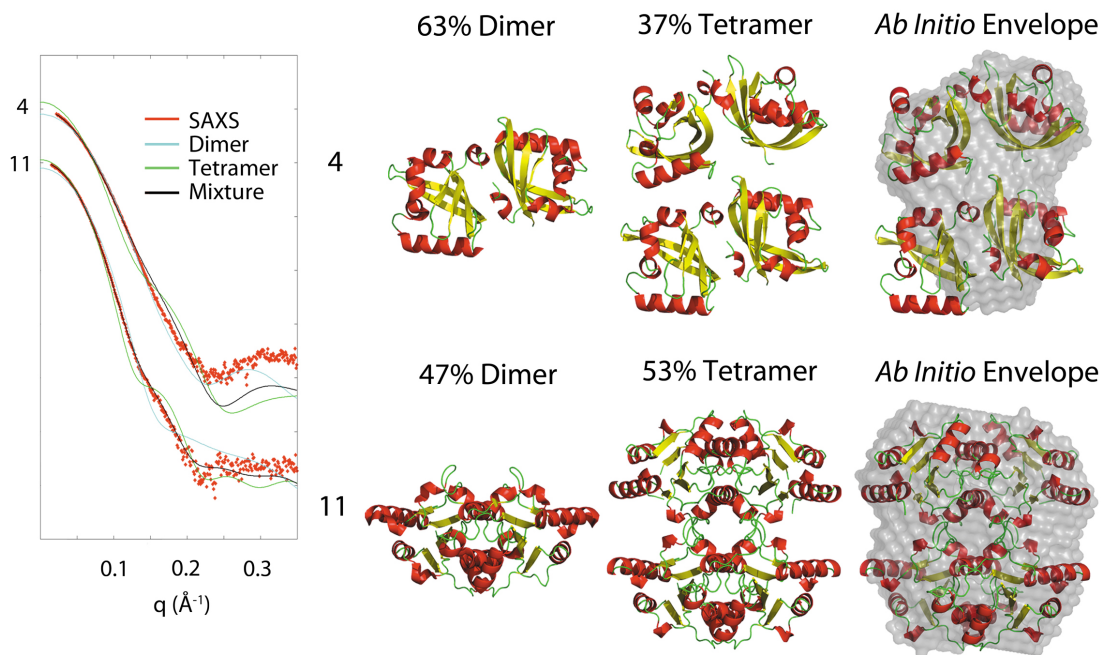 63% Dimer
37% Tetramer
Ab Initio Envelope
4
11
SAXS
Dimer
Tetramer
Mixture
4
0.1
0.2
0.3
q (Å⁻¹)
47% Dimer
53% Tetramer
Ab Initio Envelope
11